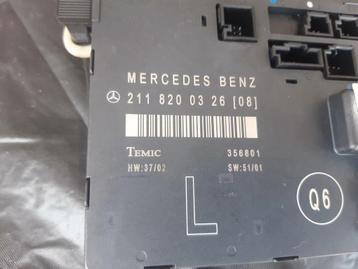 MERCEDES BENZ
211 820 03 26 [08]
TEMIC 356801
HW:37/02 SW:51/01
L
Q6